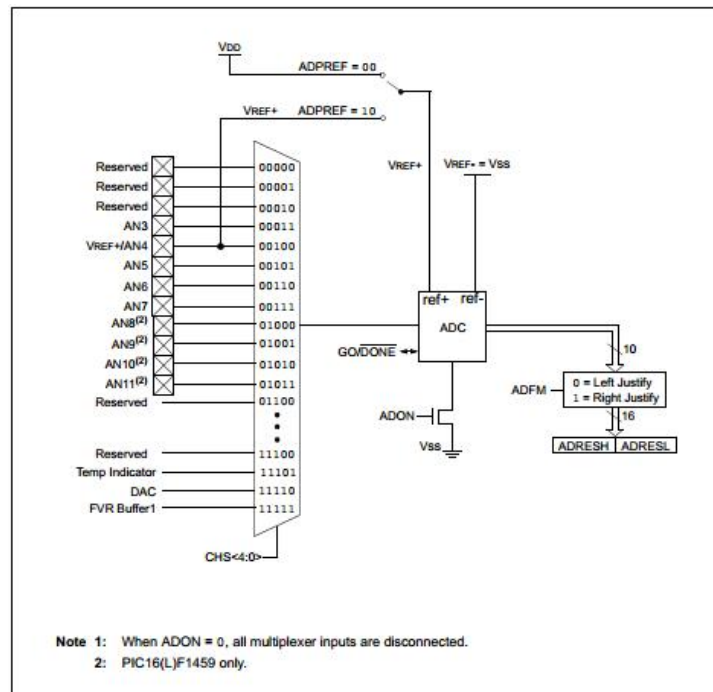 VDD
ADPREF = 00
VREF+ ADPREF = 10
VREF+
VREF- = VSS
Reserved 00000
Reserved 00001
Reserved 00010
AN3 00011
VREF+/AN4 00100
AN5 00101
AN6 00110
AN7 00111
AN8(2) 01000
AN9(2) 01001
AN10(2) 01010
AN11(2) 01011
Reserved 01100
Reserved 11100
Temp Indicator 11101
DAC 11110
FVR Buffer1 11111
CHS<4:0>
ref+ ref-
ADC
GO/DONE
ADON
VSS
10
ADFM
0 = Left Justify
1 = Right Justify
16
ADRESH ADRESL
Note 1: When ADON = 0, all multiplexer inputs are disconnected.
2: PIC16(L)F1459 only.